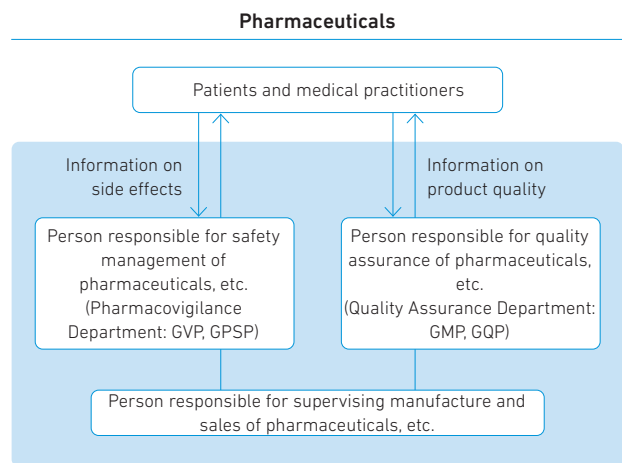 Pharmaceuticals
Patients and medical practitioners
Information on
side effects
Information on
product quality
Person responsible for safety
management of
pharmaceuticals, etc.
(Pharmacovigilance
Department: GVP, GPSP)
Person responsible for quality
assurance of pharmaceuticals,
etc.
(Quality Assurance Department:
GMP, GQP)
Person responsible for supervising manufacture and
sales of pharmaceuticals, etc.